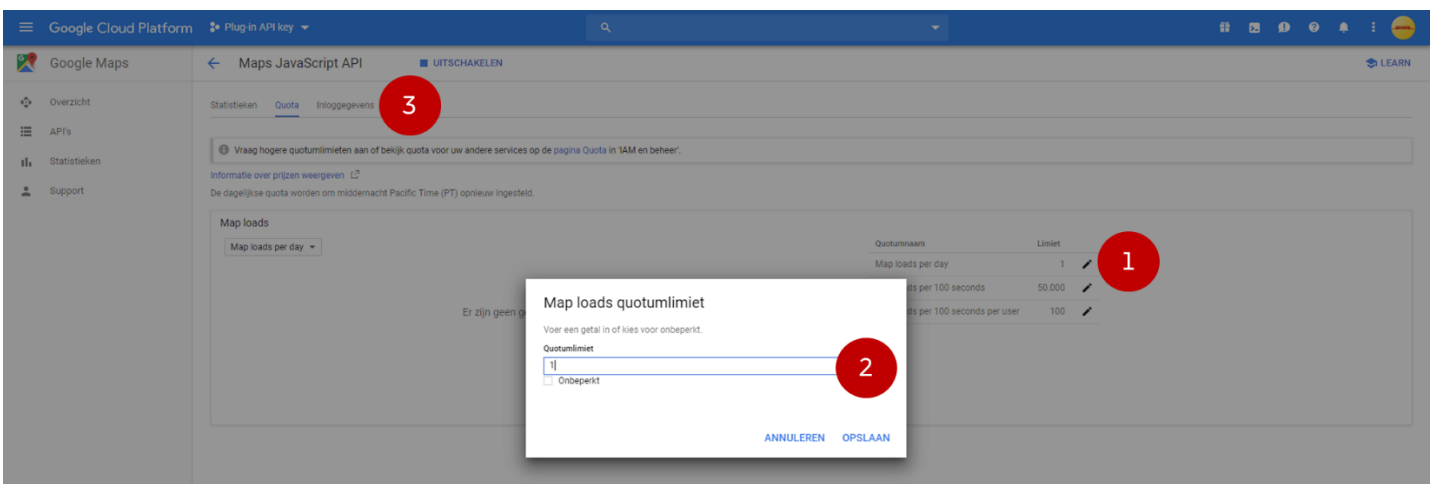 Google Cloud Platform Plug-in API key
Google Maps Maps JavaScript API UITSCHAKELEN LEARN
Overzicht
API's
Statistieken
Support
Statistieken Quota Inloggegevens 3
Vraag hogere quotumlimieten aan of bekijk quota voor uw andere services op de pagina Quota in 'IAM en beheer'.
Informatie over prijzen weergeven
De dagelijkse quota worden om middernacht Pacific Time (PT) opnieuw ingesteld.
Map loads
Map loads per day
Quotumnaam Limiet
Map loads per day 1 1
ds per 100 seconds 50.000
ds per 100 seconds per user 100
Er zijn geen g
Map loads quotumlimiet
Voer een getal in of kies voor onbeperkt.
Quotumlimiet
1 2
Onbeperkt
ANNULEREN OPSLAAN